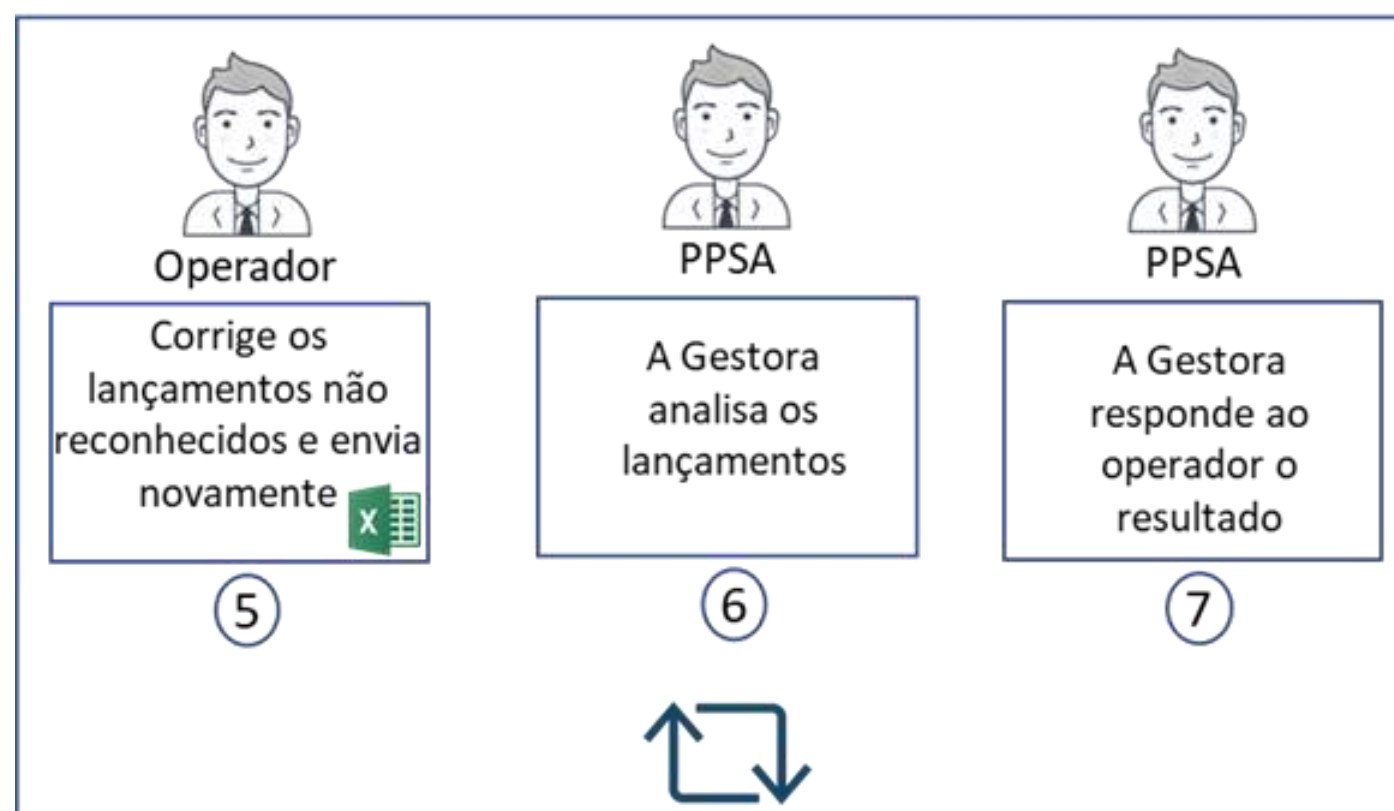 Operador
Corrige os
lançamentos não
reconhecidos e envia
novamente
X
5
PPSA
A Gestora
analisa os
lançamentos
6
PPSA
A Gestora
responde ao
operador o
resultado
7